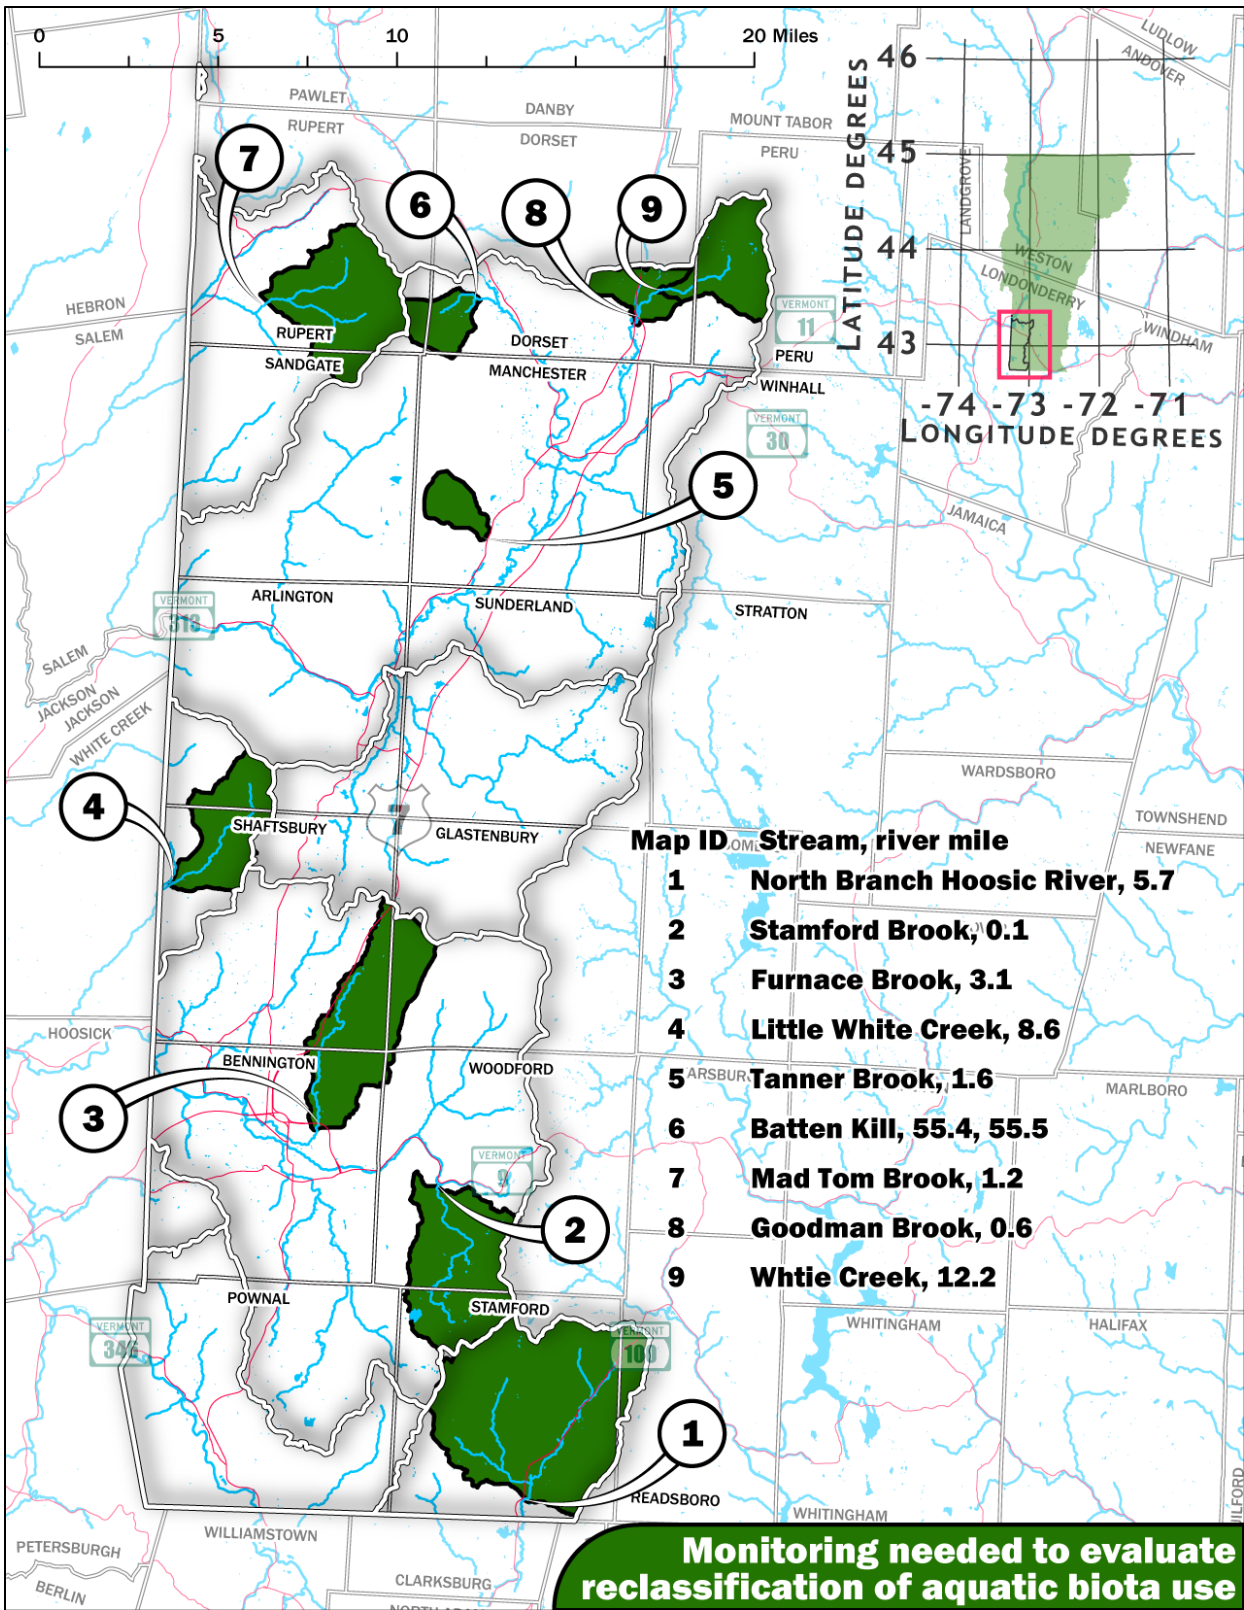 0 5 10 20 Miles
LUDLOW
ANDOVER
PAWLET
DANBY
MOUNT TABOR
RUPERT
DORSET
PERU
LANDGROVE
LATITUDE DEGREES
46
45
44
43
-74 -73 -72 -71
LONGITUDE DEGREES
WESTON
LONDONDERRY
WINDHAM
7
6
8
9
HEBRON
SALEM
RUPERT
SANDGATE
DORSET
MANCHESTER
PERU
WINHALL
VERMONT
11
VERMONT
30
5
JAMAICA
ARLINGTON
SUNDERLAND
STRATTON
VERMONT
313
SALEM
JACKSON
JACKSON
WHITE CREEK
4
SHAFTSBURY
7
GLASTENBURY
WARDSBORO
TOWNSHEND
NEWFANE
Map ID Stream, river mile
1 North Branch Hoosic River, 5.7
2 Stamford Brook, 0.1
3 Furnace Brook, 3.1
4 Little White Creek, 8.6
5 Tanner Brook, 1.6
6 Batten Kill, 55.4, 55.5
7 Mad Tom Brook, 1.2
8 Goodman Brook, 0.6
9 Whtie Creek, 12.2
HOOSICK
BENNINGTON
WOODFORD
MARLBORO
3
VERMONT
9
2
POWNAL
STAMFORD
VERMONT
346
VERMONT
100
WHITINGHAM
HALIFAX
1
READSBORO
WHITINGHAM
WILLIAMSTOWN
PETERSBURGH
BERLIN
CLARKSBURG
Monitoring needed to evaluate
reclassification of aquatic biota use